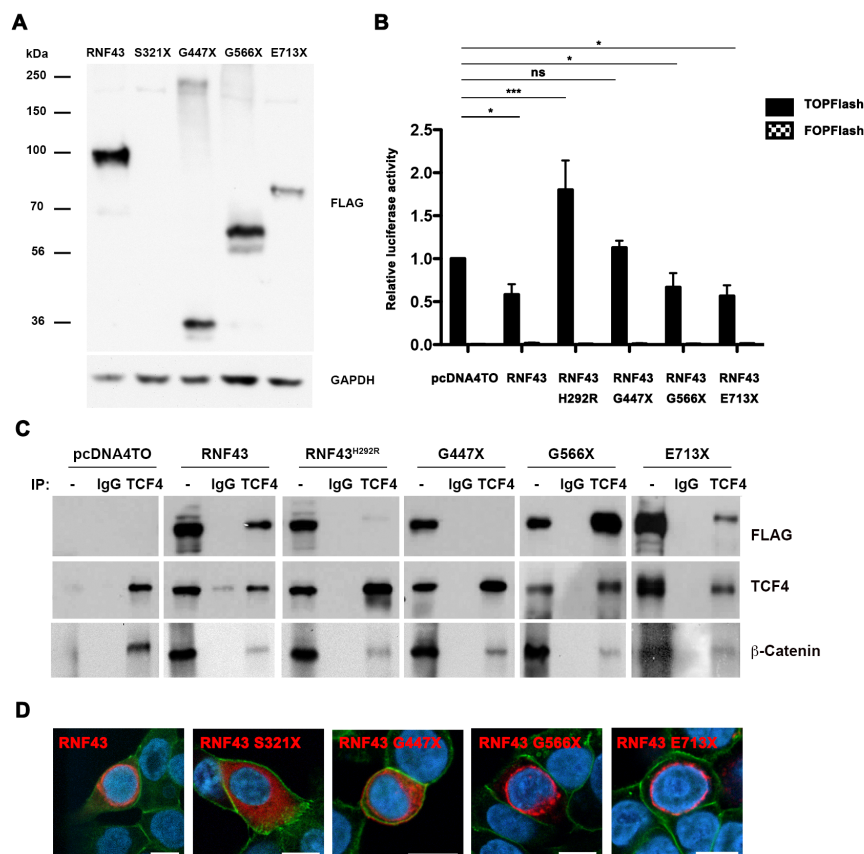 A
kDa
RNF43 S321X G447X G566X E713X
250
150
100
70
56
36
FLAG
GAPDH
B
*
*
ns
***
*
TOPFlash
FOPFlash
Relative luciferase activity
2.5
2.0
1.5
1.0
0.5
0.0
pcDNA4TO RNF43 RNF43 RNF43 RNF43 RNF43
H292R G447X G566X E713X
C
pcDNA4TO RNF43 RNF43H292R G447X G566X E713X
IP: - IgG TCF4 - IgG TCF4 - IgG TCF4 - IgG TCF4 - IgG TCF4 - IgG TCF4
FLAG
TCF4
β-Catenin
D
RNF43 RNF43 S321X RNF43 G447X RNF43 G566X RNF43 E713X